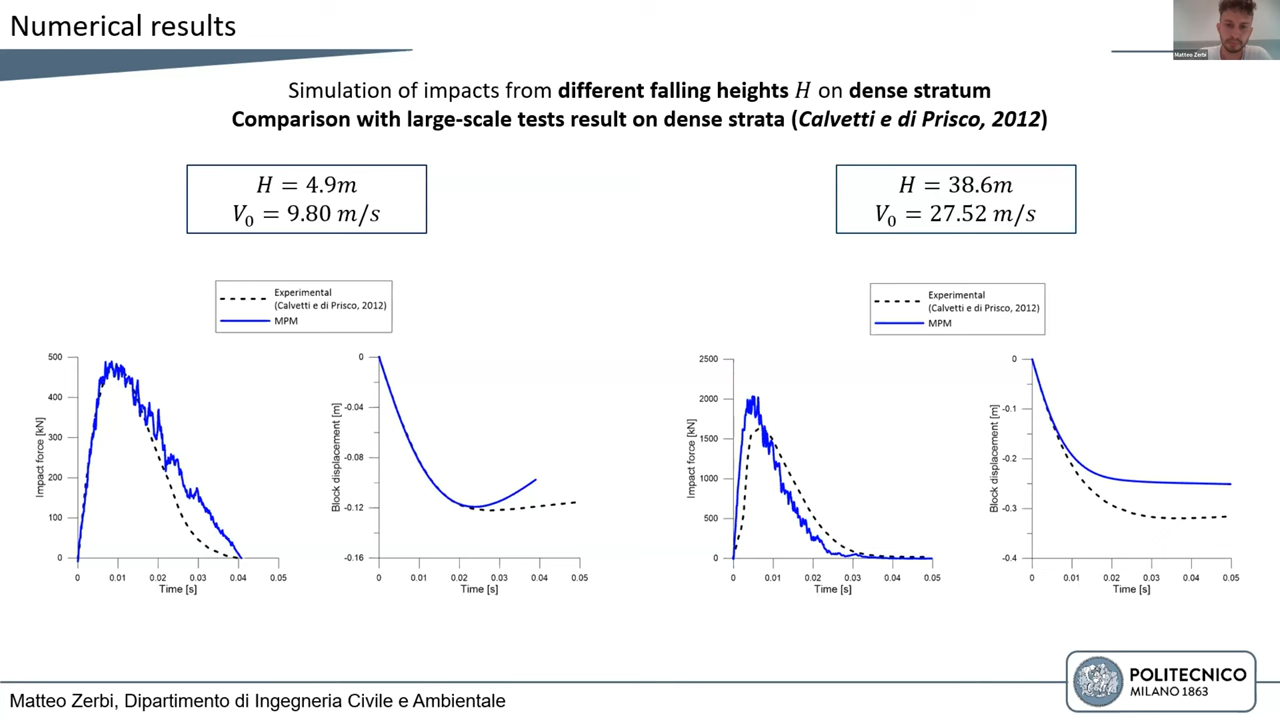 Numerical results
Matteo Zerbi
Simulation of impacts from different falling heights H on dense stratum
Comparison with large-scale tests result on dense strata (Calvetti e di Prisco, 2012)
H = 4.9m
V₀ = 9.80 m/s
H = 38.6m
V₀ = 27.52 m/s
Experimental
(Calvetti e di Prisco, 2012)
MPM
Experimental
(Calvetti e di Prisco, 2012)
MPM
Impact force [kN]
500
400
300
200
100
0
0 0.01 0.02 0.03 0.04 0.05
Time [s]
Block displacement [m]
0
-0.04
-0.08
-0.12
-0.16
0 0.01 0.02 0.03 0.04 0.05
Time [s]
Impact force [kN]
2500
2000
1500
1000
500
0
0 0.01 0.02 0.03 0.04 0.05
Time [s]
Block displacement [m]
0
-0.1
-0.2
-0.3
-0.4
0 0.01 0.02 0.03 0.04 0.05
Time [s]
Matteo Zerbi, Dipartimento di Ingegneria Civile e Ambientale
POLITECNICO
MILANO 1863